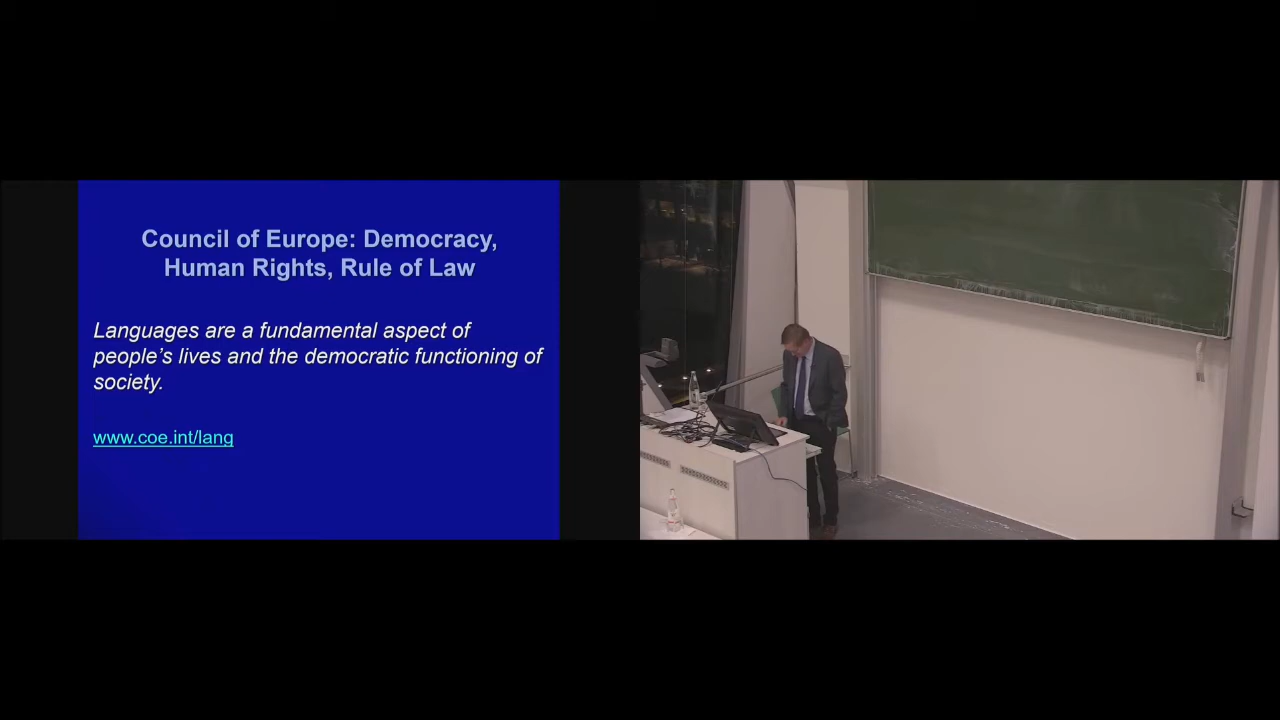 Council of Europe: Democracy,
Human Rights, Rule of Law
Languages are a fundamental aspect of
people's lives and the democratic functioning of
society.
www.coe.int/lang